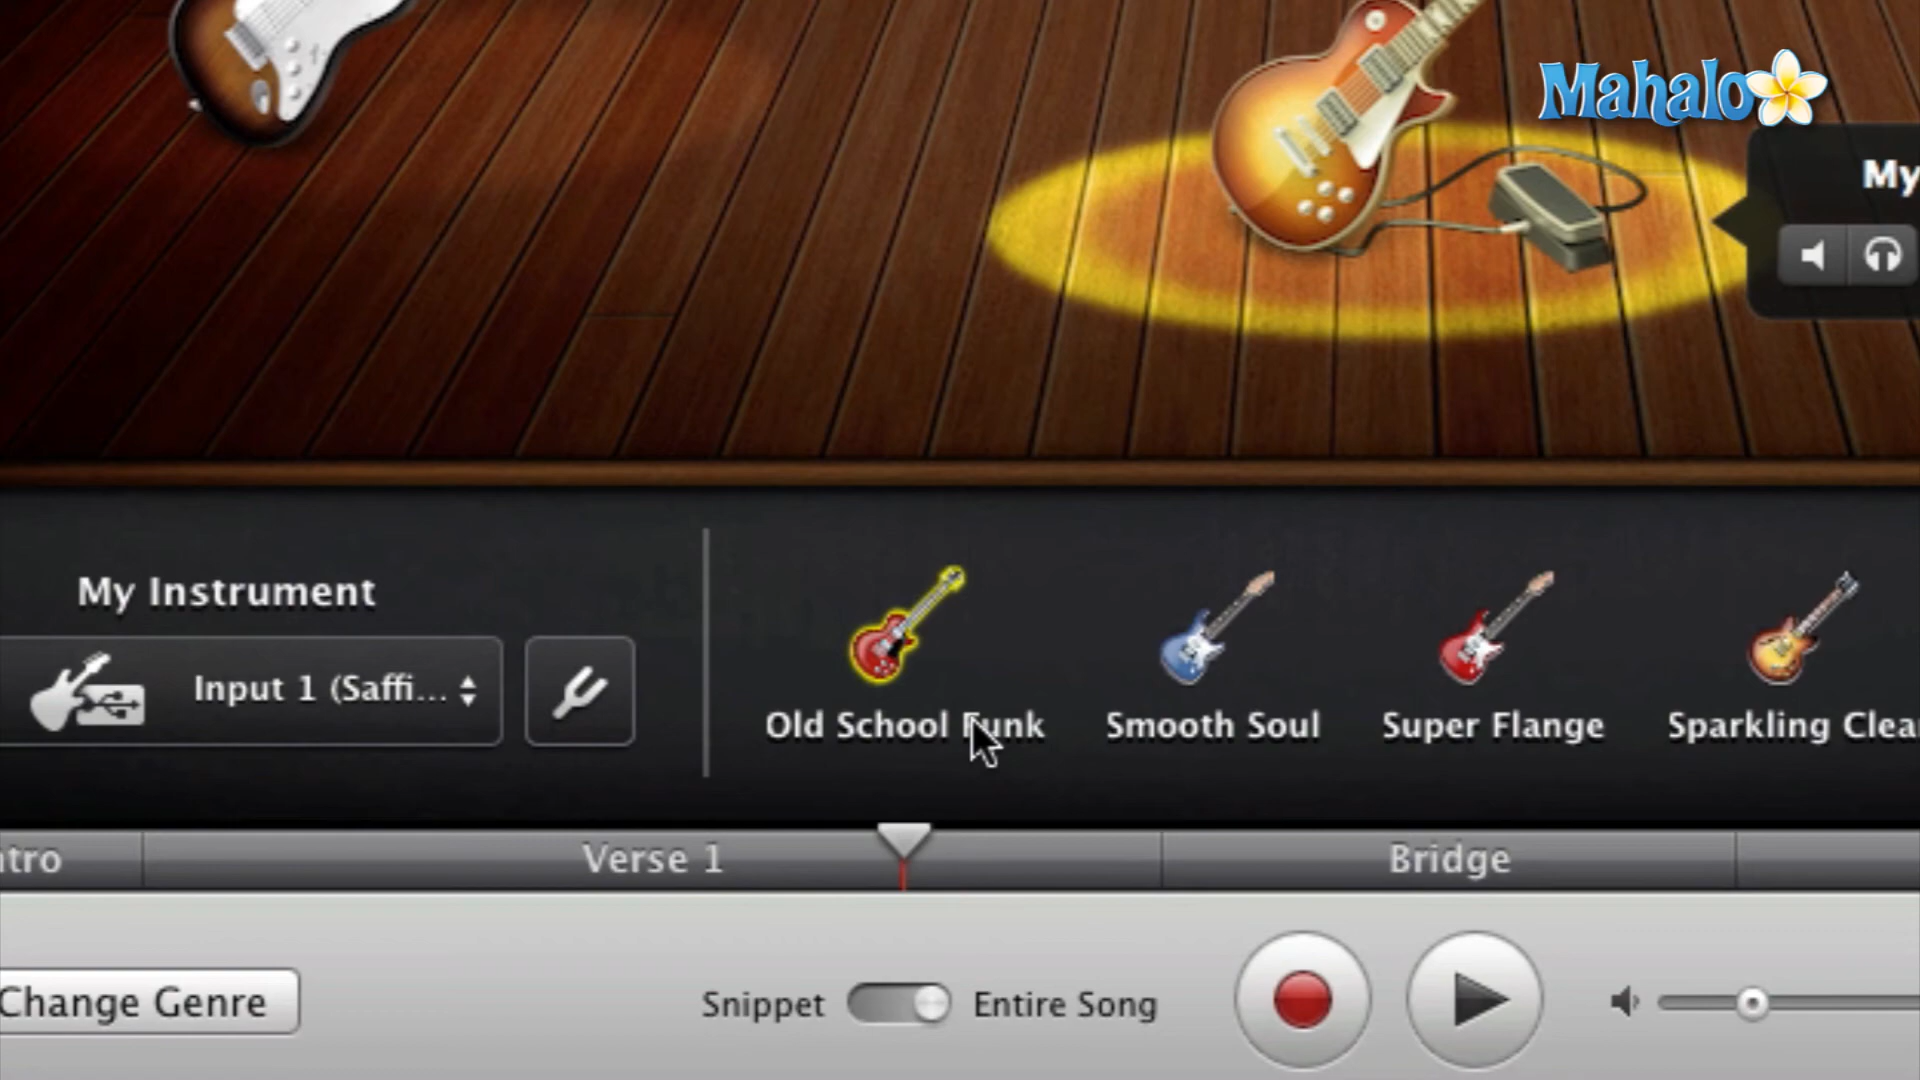 Mahalo
My
My Instrument
Input 1 (Saffi...
Old School Funk
Smooth Soul
Super Flange
Sparkling Clea
ntro
Verse 1
Bridge
Change Genre
Snippet
Entire Song